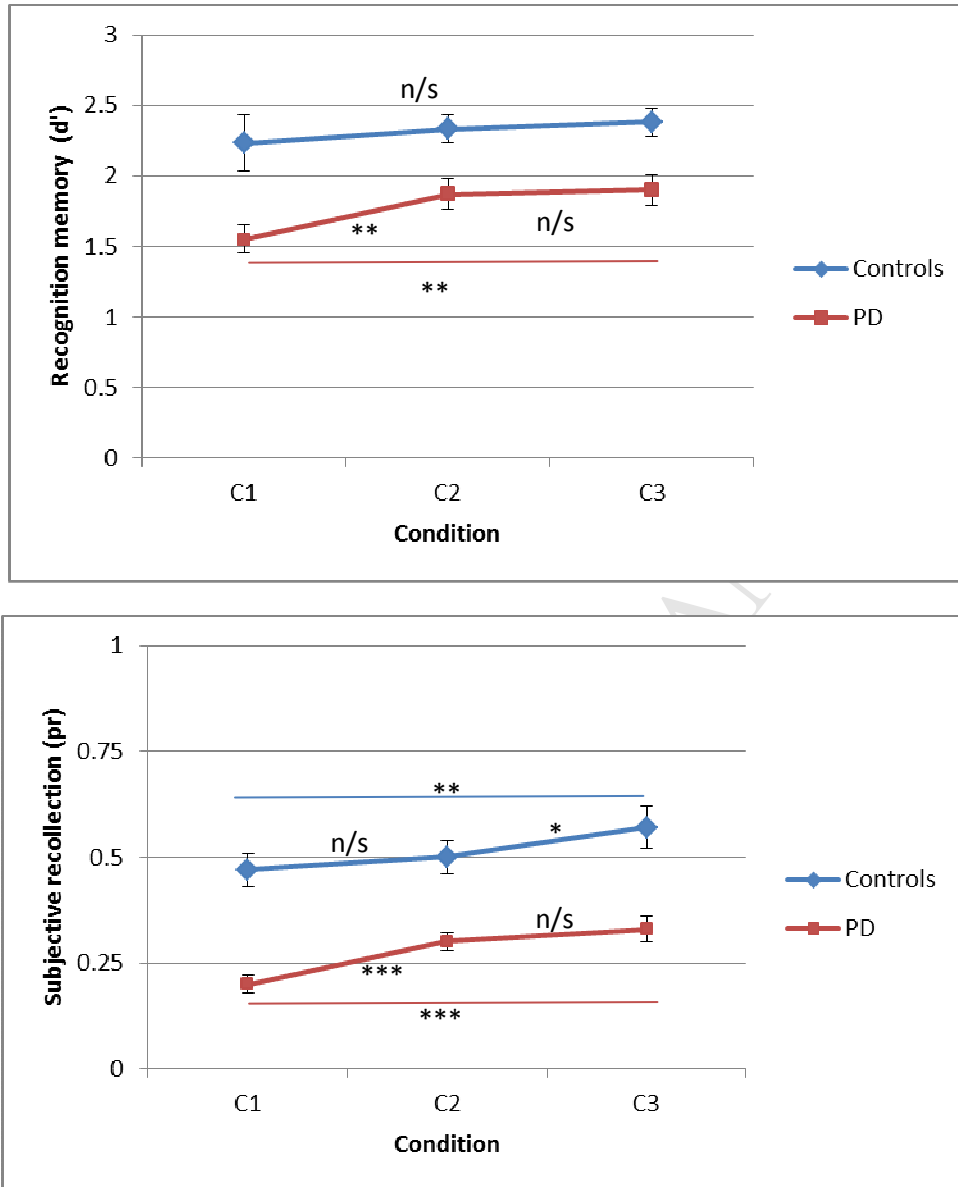 3
2.5
2
1.5
1
0.5
0
Recognition memory (d')
n/s
**
n/s
**
C1 C2 C3
Condition
Controls
PD
1
0.75
0.5
0.25
0
Subjective recollection (pr)
**
n/s
*
n/s
***
***
C1 C2 C3
Condition
Controls
PD